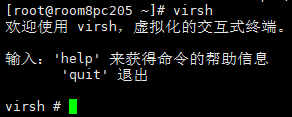 [root@room8pc205 ~]# virsh
欢迎使用 virsh，虚拟化的交互式终端。
输入：'help' 来获得命令的帮助信息
'quit' 退出
virsh #